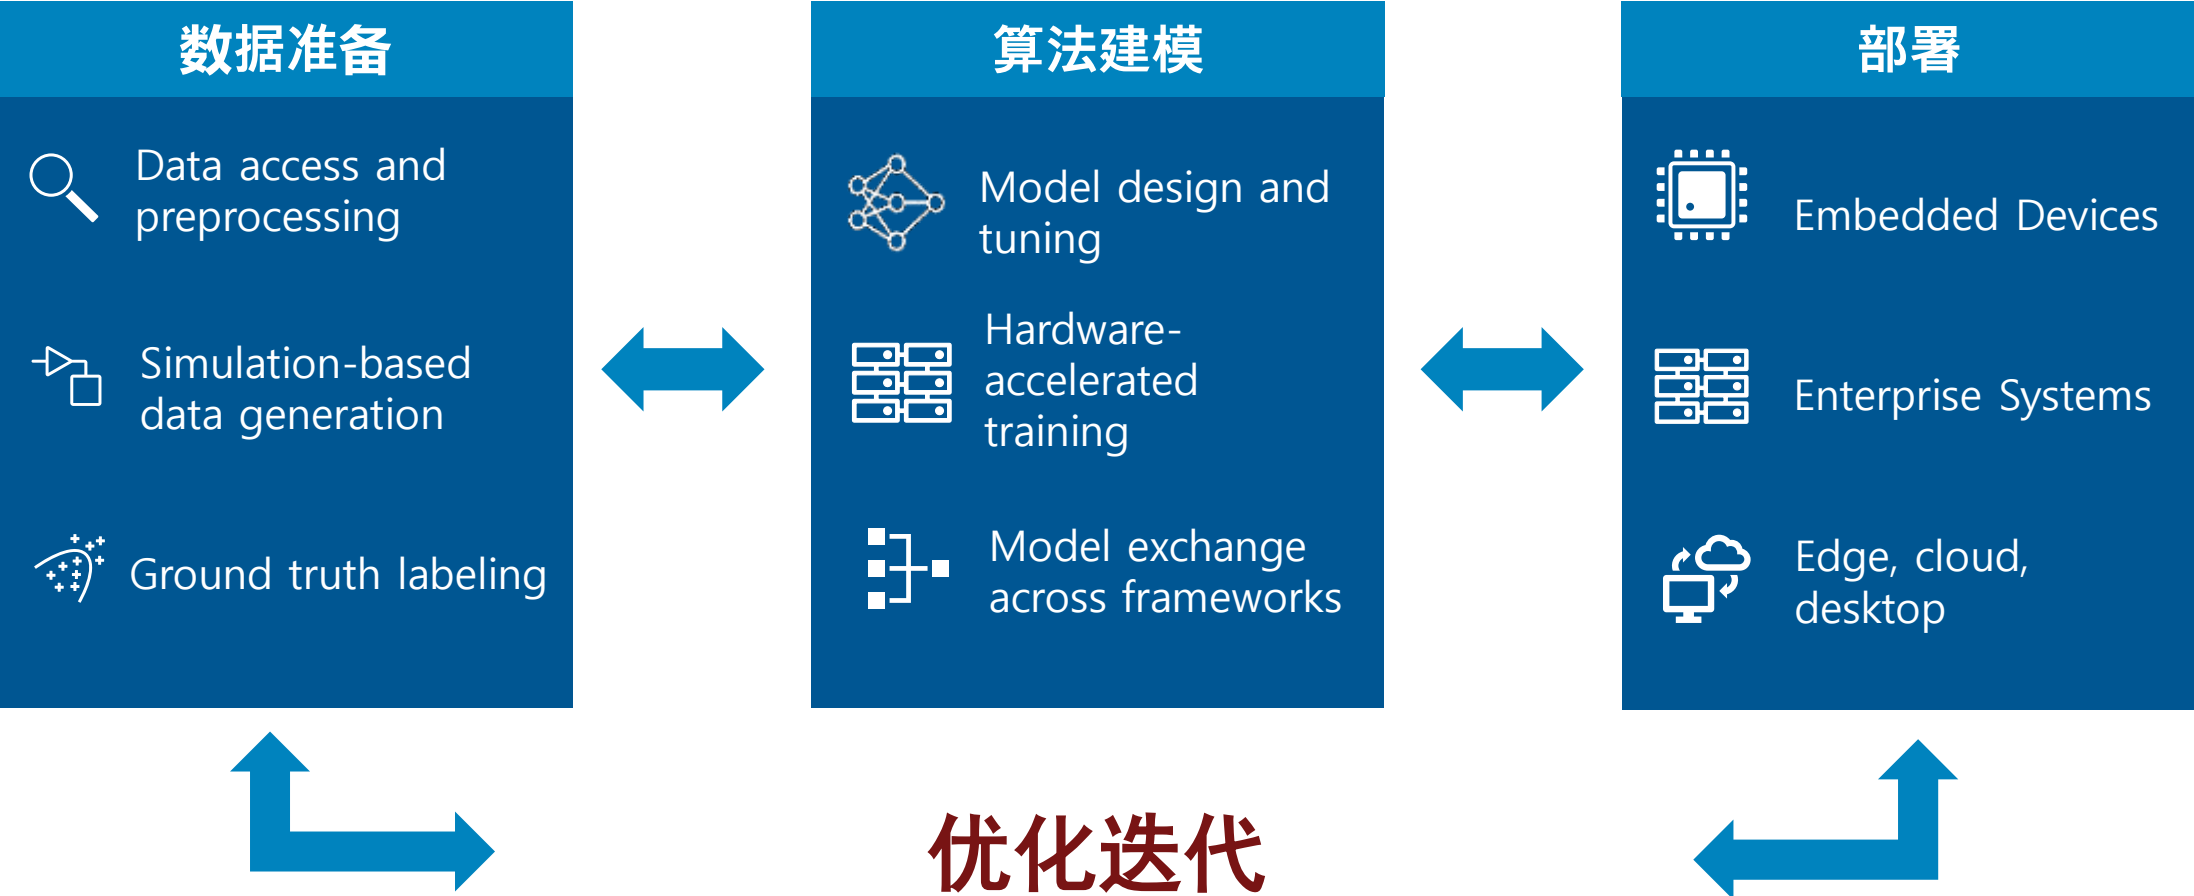 数据准备
Data access and
preprocessing
Simulation-based
data generation
Ground truth labeling
算法建模
Model design and
tuning
Hardware-
accelerated
training
Model exchange
across frameworks
部署
Embedded Devices
Enterprise Systems
Edge, cloud,
desktop
优化迭代